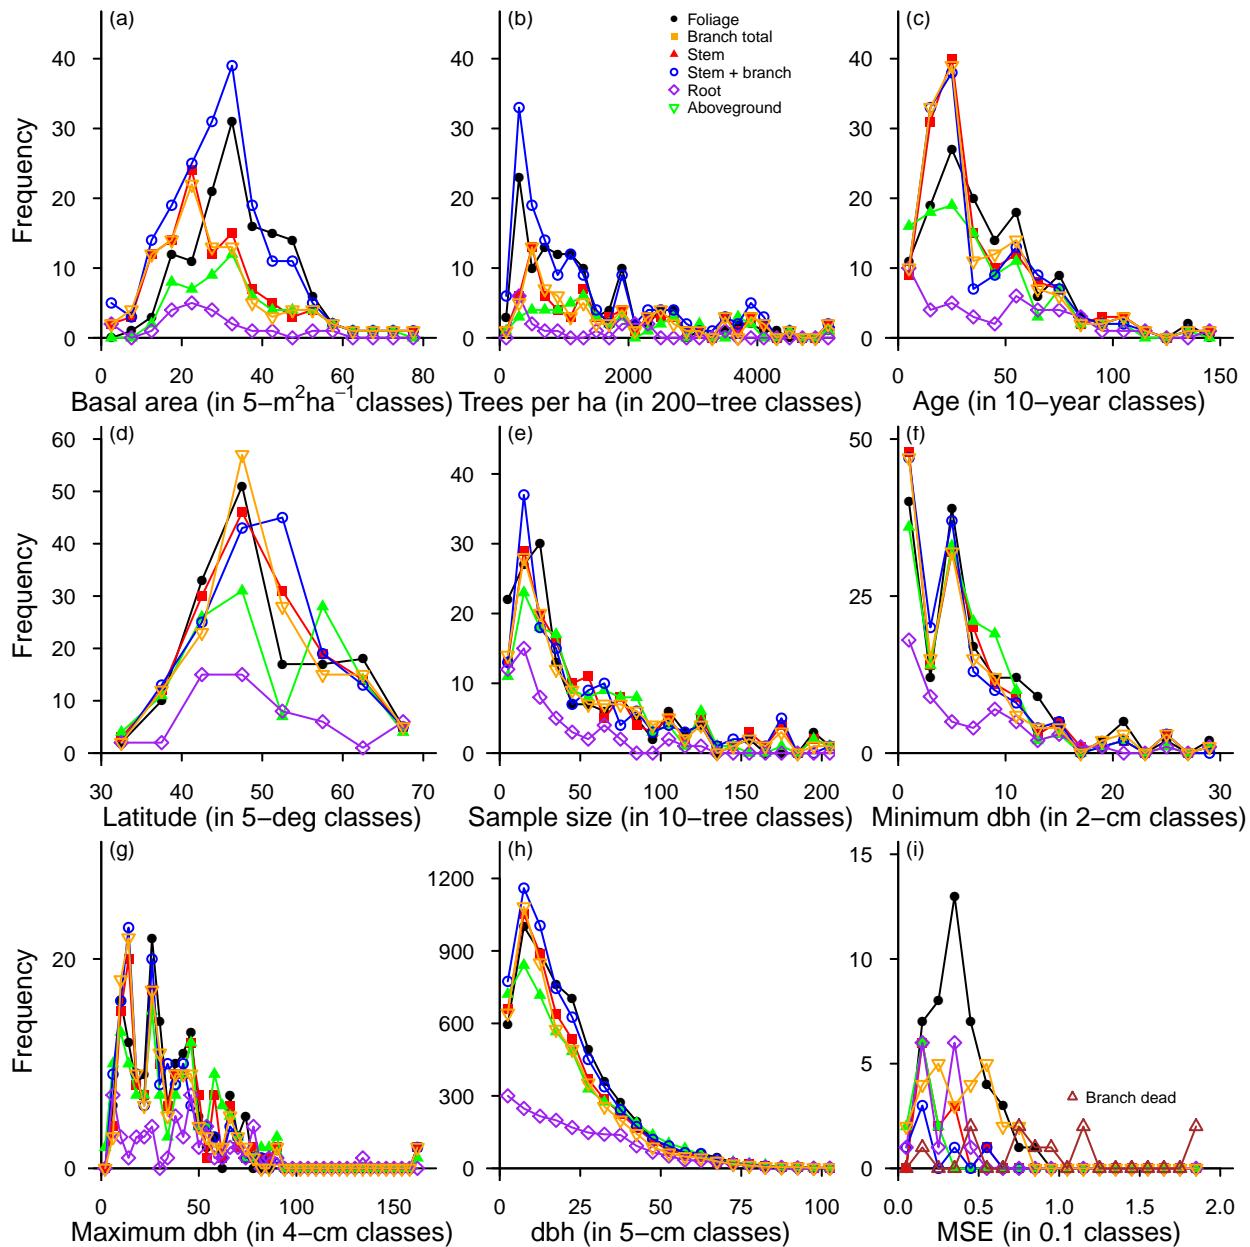 (a)
Frequency
40
30
20
10
0
0 20 40 60 80
Basal area (in 5−m²ha⁻¹classes)
(b)
Foliage
Branch total
Stem
Stem + branch
Root
Aboveground
40
30
20
10
0
0 2000 4000
Trees per ha (in 200−tree classes)
(c)
40
30
20
10
0
0 50 100 150
Age (in 10−year classes)
(d)
Frequency
60
50
40
30
20
10
0
30 40 50 60 70
Latitude (in 5−deg classes)
(e)
40
30
20
10
0
0 50 100 150 200
Sample size (in 10−tree classes)
(f)
50
25
0
0 10 20 30
Minimum dbh (in 2−cm classes)
(g)
Frequency
20
0
0 50 100 150
Maximum dbh (in 4−cm classes)
(h)
1200
900
600
300
0
0 25 50 75 100
dbh (in 5−cm classes)
(i)
15
10
5
0
Branch dead
0.0 0.5 1.0 1.5 2.0
MSE (in 0.1 classes)